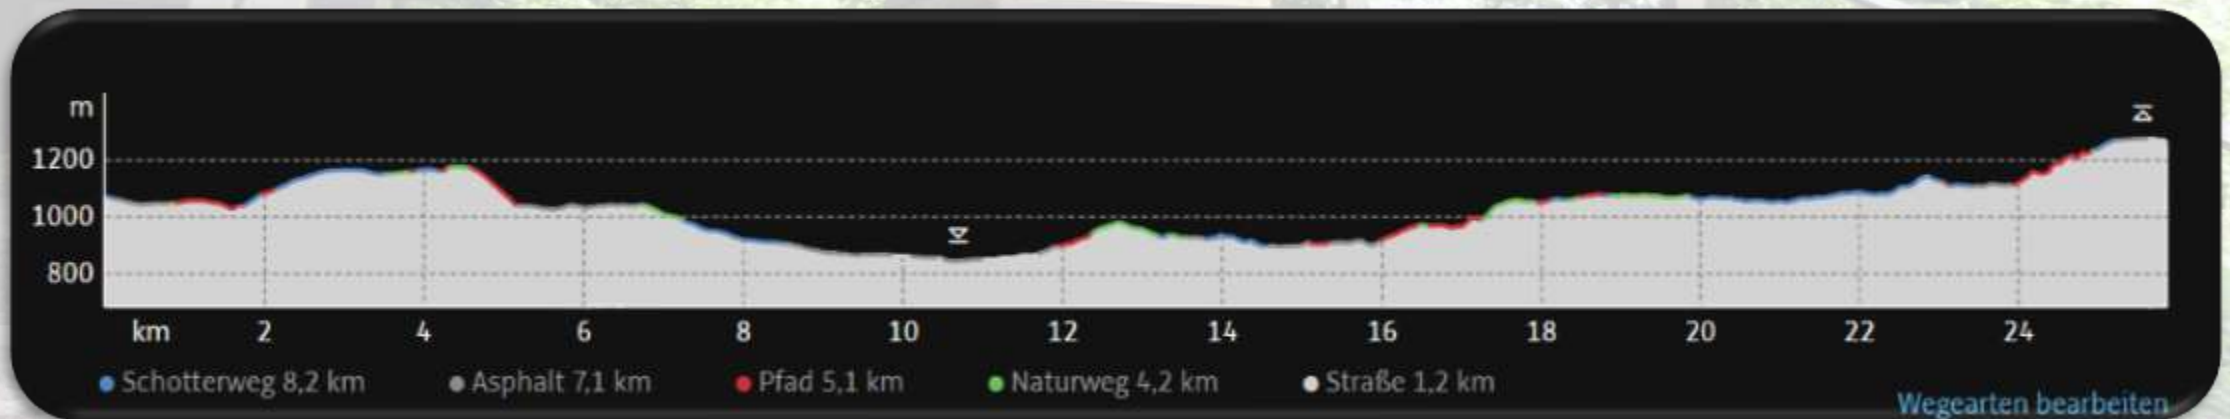 m
1200
1000
800
km 2 4 6 8 10 12 14 16 18 20 22 24
Schotterweg 8,2 km Asphalt 7,1 km Pfad 5,1 km Naturweg 4,2 km Straße 1,2 km
Wegearten bearbeiten